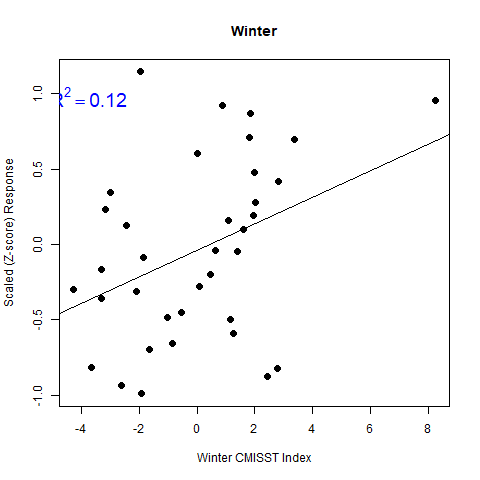 Winter
R² = 0.12
Scaled (Z-score) Response
1.0
0.5
0.0
-0.5
-1.0
-4 -2 0 2 4 6 8
Winter CMISST Index